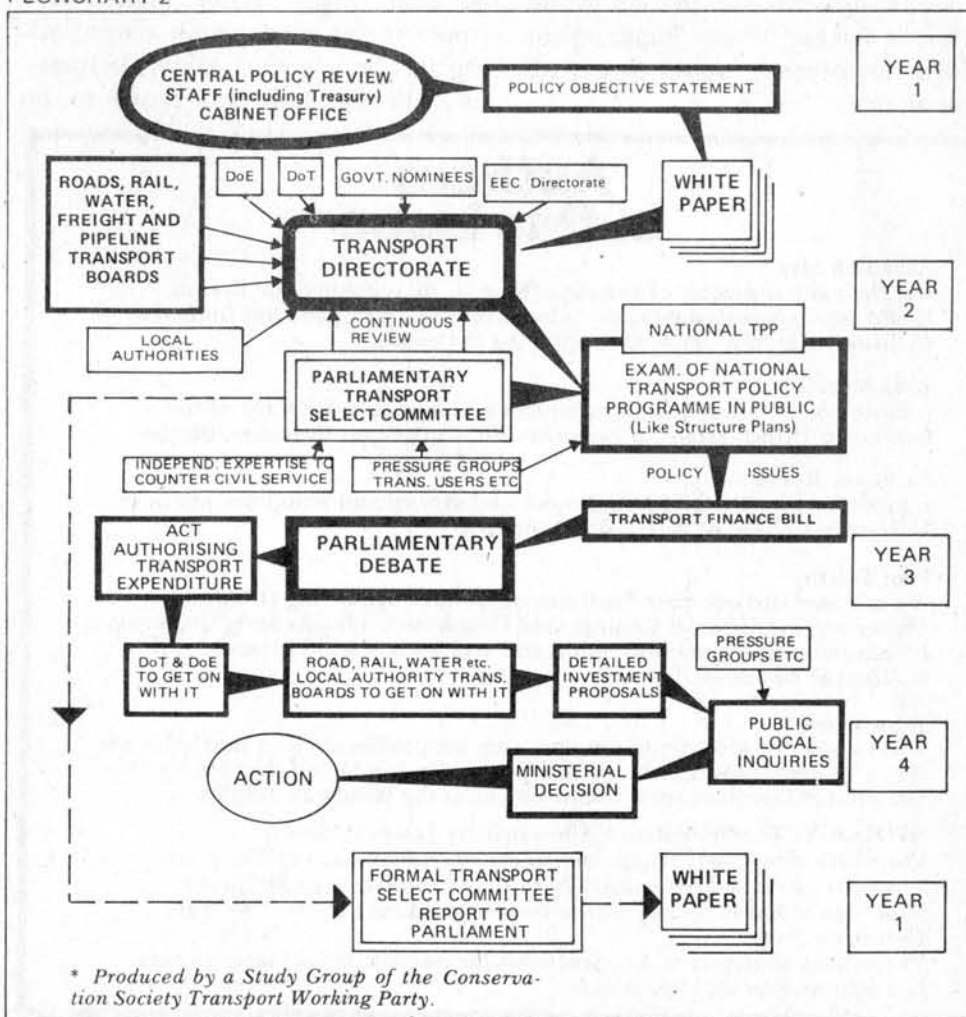 FLOWCHART 2
CENTRAL POLICY REVIEW
STAFF (including Treasury)
CABINET OFFICE
POLICY OBJECTIVE STATEMENT
YEAR
1
DoE
DoT
GOVT. NOMINEES
EEC. Directorate
ROADS, RAIL,
WATER,
FREIGHT AND
PIPELINE
TRANSPORT
BOARDS
WHITE
PAPER
TRANSPORT
DIRECTORATE
YEAR
2
LOCAL
AUTHORITIES
CONTINUOUS
REVIEW
NATIONAL TPP
PARLIAMENTARY
TRANSPORT
SELECT COMMITTEE
EXAM. OF NATIONAL
TRANSPORT POLICY
PROGRAMME IN PUBLIC
(Like Structure Plans)
INDEPEND: EXPERTISE TO
COUNTER CIVIL SERVICE
PRESSURE GROUPS
TRANS. USERS ETC
POLICY ISSUES
TRANSPORT FINANCE BILL
ACT
AUTHORISING
TRANSPORT
EXPENDITURE
PARLIAMENTARY
DEBATE
YEAR
3
DoT & DoE
TO GET ON
WITH IT
ROAD, RAIL, WATER etc.
LOCAL AUTHORITY TRANS.
BOARDS TO GET ON WITH IT
DETAILED
INVESTMENT
PROPOSALS
PRESSURE
GROUPS ETC
PUBLIC
LOCAL
INQUIRIES
YEAR
4
ACTION
MINISTERIAL
DECISION
FORMAL TRANSPORT
SELECT COMMITTEE
REPORT TO
PARLIAMENT
WHITE
PAPER
YEAR
1
* Produced by a Study Group of the Conserva-
tion Society Transport Working Party.